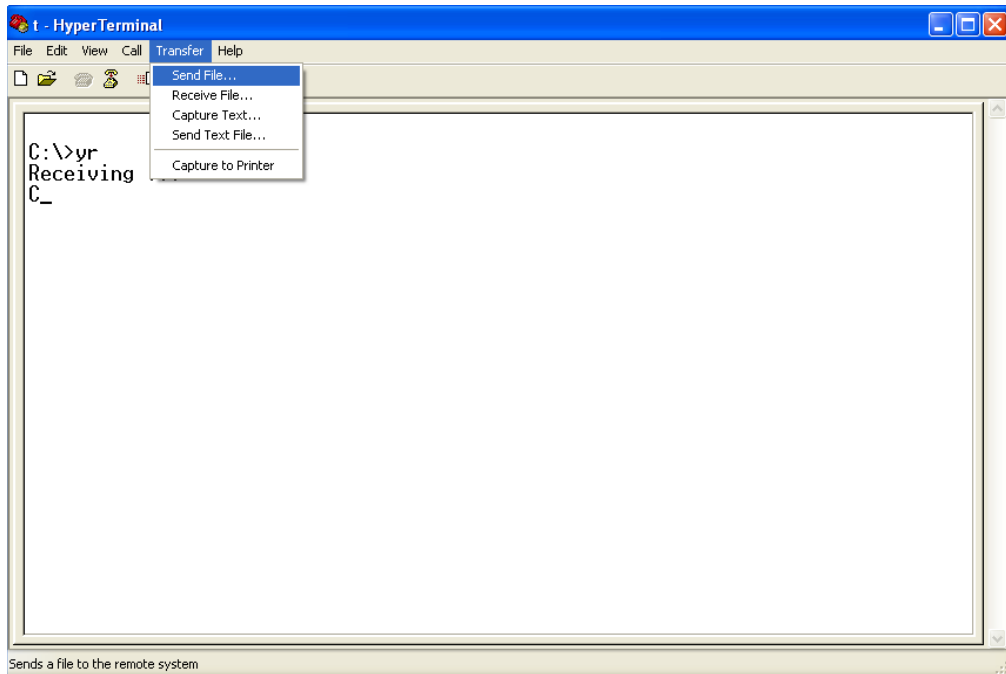 t - HyperTerminal
File Edit View Call Transfer Help
Send File...
Receive File...
Capture Text...
Send Text File...
Capture to Printer
C:\>yr
Receiving ...
C_
Sends a file to the remote system